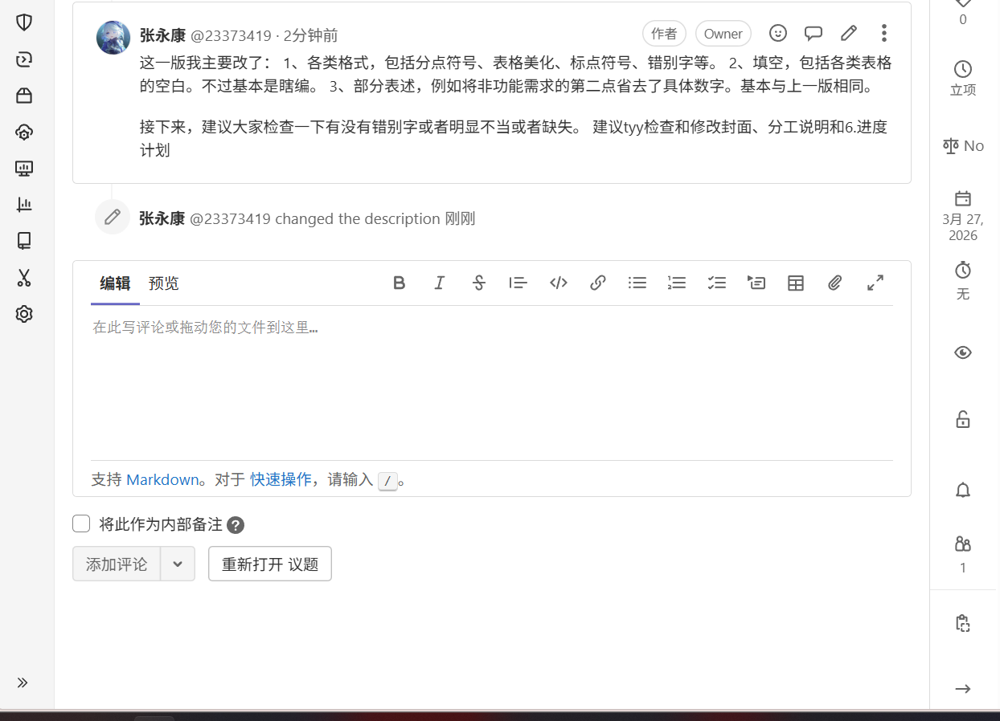 张永康 @23373419 · 2分钟前
作者
Owner
这一版我主要改了： 1、各类格式，包括分点符号、表格美化、标点符号、错别字等。 2、填空，包括各类表格
的空白。不过基本是瞎编。 3、部分表述，例如将非功能需求的第二点省去了具体数字。基本与上一版相同。
接下来，建议大家检查一下有没有错别字或者明显不当或者缺失。 建议tyy检查和修改封面、分工说明和6.进度
计划
张永康 @23373419 changed the description 刚刚
编辑 预览
在此写评论或拖动您的文件到这里…
支持 Markdown。对于 快速操作，请输入 /。
将此作为内部备注 ?
添加评论
重新打开 议题
0
立项
No
3月 27,
2026
无
1